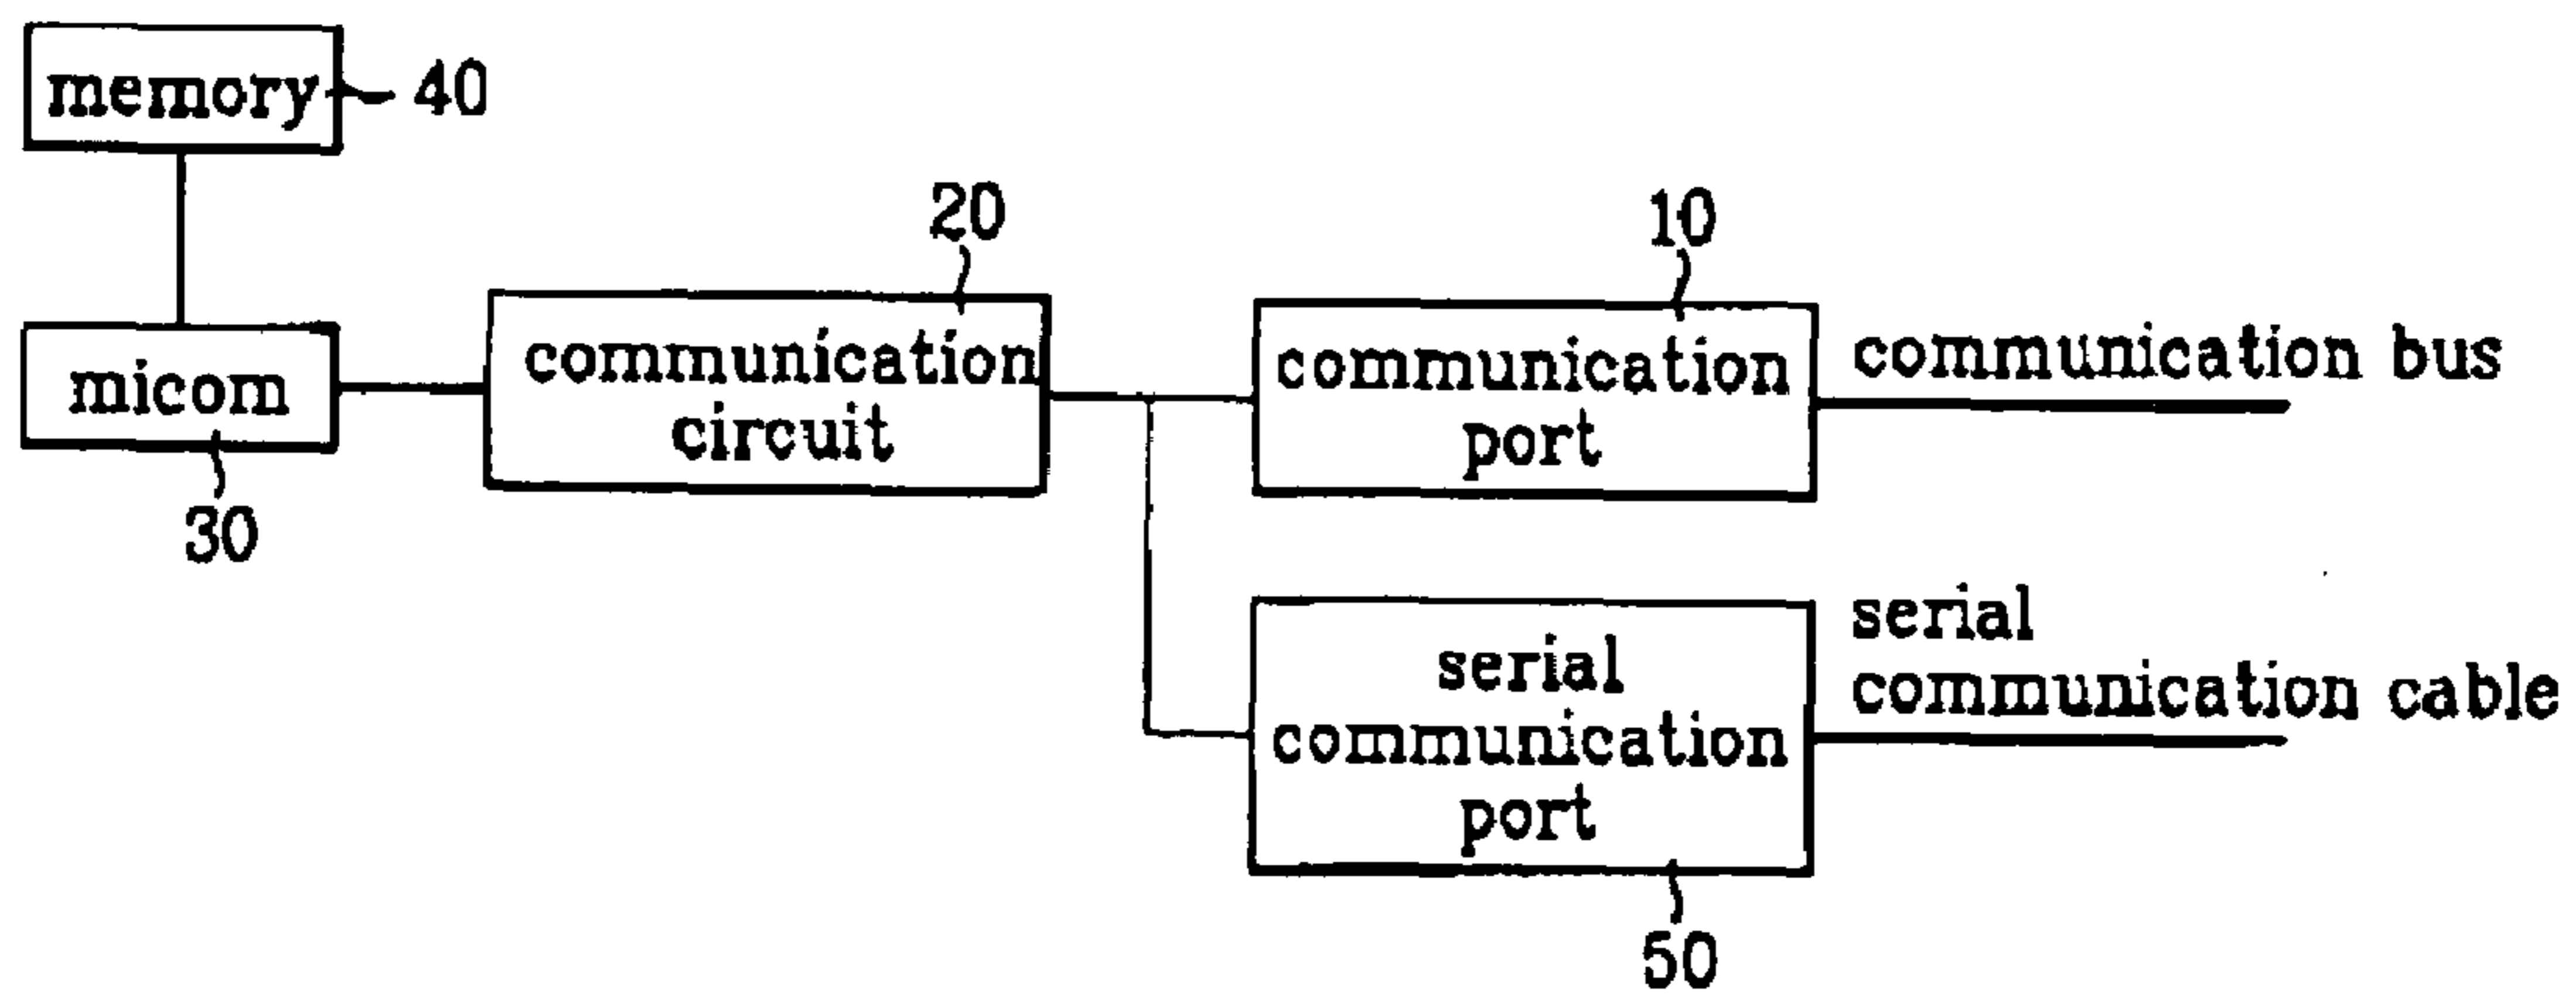 memory
40
20
10
micom
30
communication
circuit
communication
port
communication bus
serial
communication
port
50
serial
communication cable